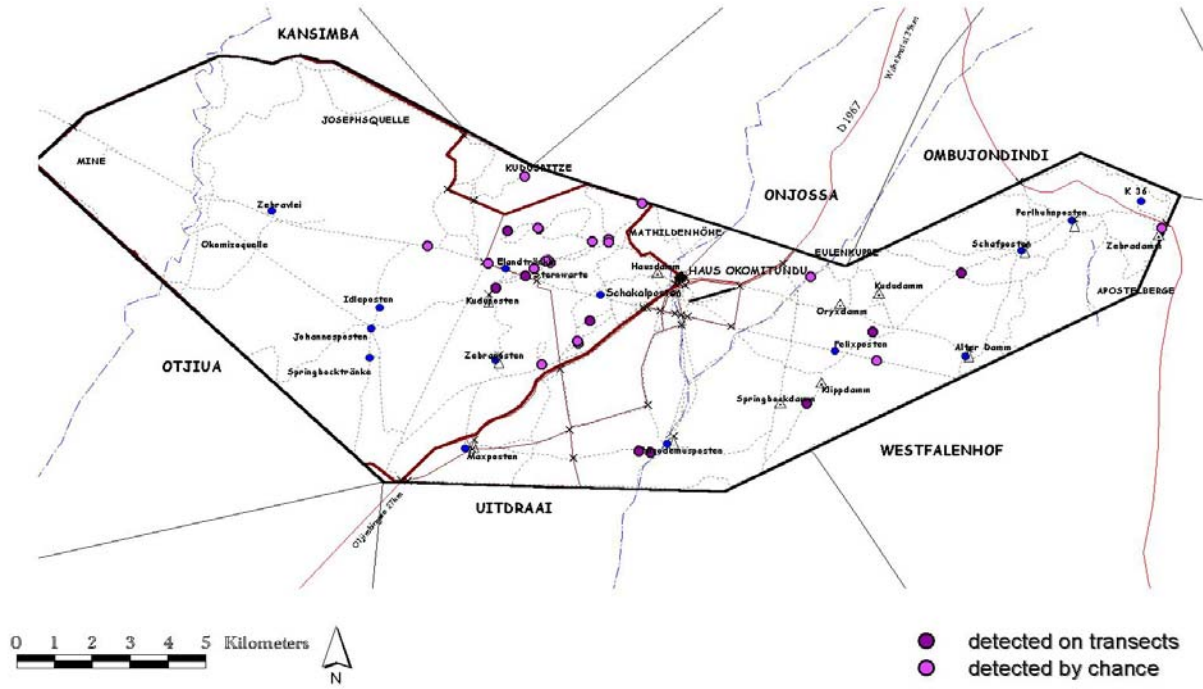 KANSIMBA
JOSEPHSQUELLE
MINE
KUDUSPITZE
D 1967
OMBUJONDINDI
ONJOSSA
K 36
Perlhuhnposten
Zebravlei
Okomizoquelle
MATHILDENHÖHE
Schafposten
Zebradamm
Elandtränke
Sternwarte
Hausdamm
HAUS OKOMITUNDU
EULENKUPPE
Schakalposten
Kuduposten
Kududamm
Oryxdamm
APOSTELBERGE
Idleposten
Johannesposten
Springbocktränke
Zebraposten
Felixposten
Alter Damm
OTJIUA
Klippdamm
Springbockdamm
Maxposten
WESTFALENHOF
UITDRAAI
0 1 2 3 4 5 Kilometers
N
detected on transects
detected by chance